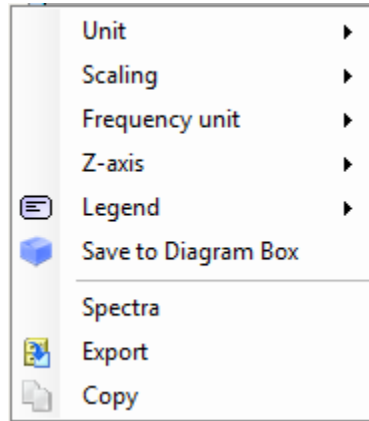 Unit
Scaling
Frequency unit
Z-axis
Legend
Save to Diagram Box
Spectra
Export
Copy